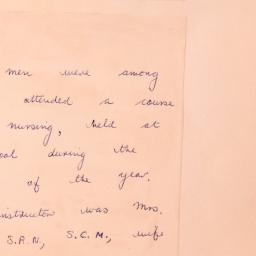 men were among
attended a course
nursing, held at
ool during the
of the year.
instructor was Mrs.
S.R.N., S.C.M., wife